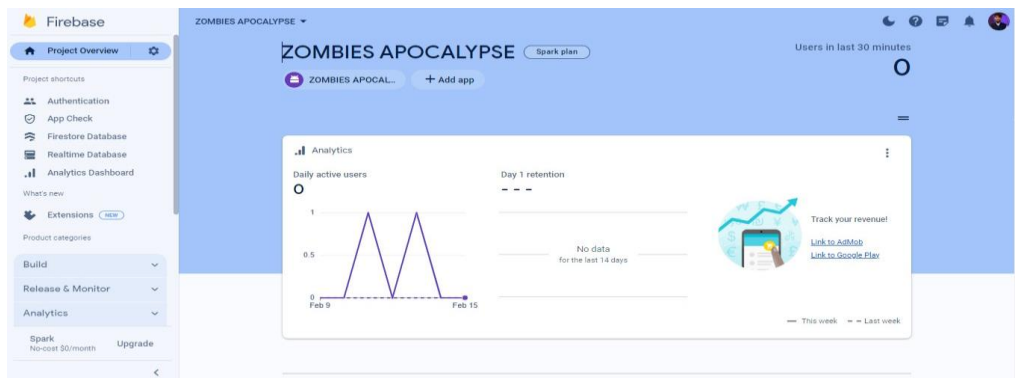 Firebase
Project Overview
Project shortcuts
Authentication
App Check
Firestore Database
Realtime Database
Analytics Dashboard
What's new
Extensions NEW
Product categories
Build
Release & Monitor
Analytics
Spark
No-cost $0/month
Upgrade
ZOMBIES APOCALYPSE
ZOMBIES APOCALYPSE Spark plan
ZOMBIES APOCAL... + Add app
Users in last 30 minutes
0
Analytics
Daily active users
0
1
0.5
0
Feb 9 Feb 15
Day 1 retention
- - -
No data
for the last 14 days
Track your revenue!
Link to AdMob
Link to Google Play
This week Last week